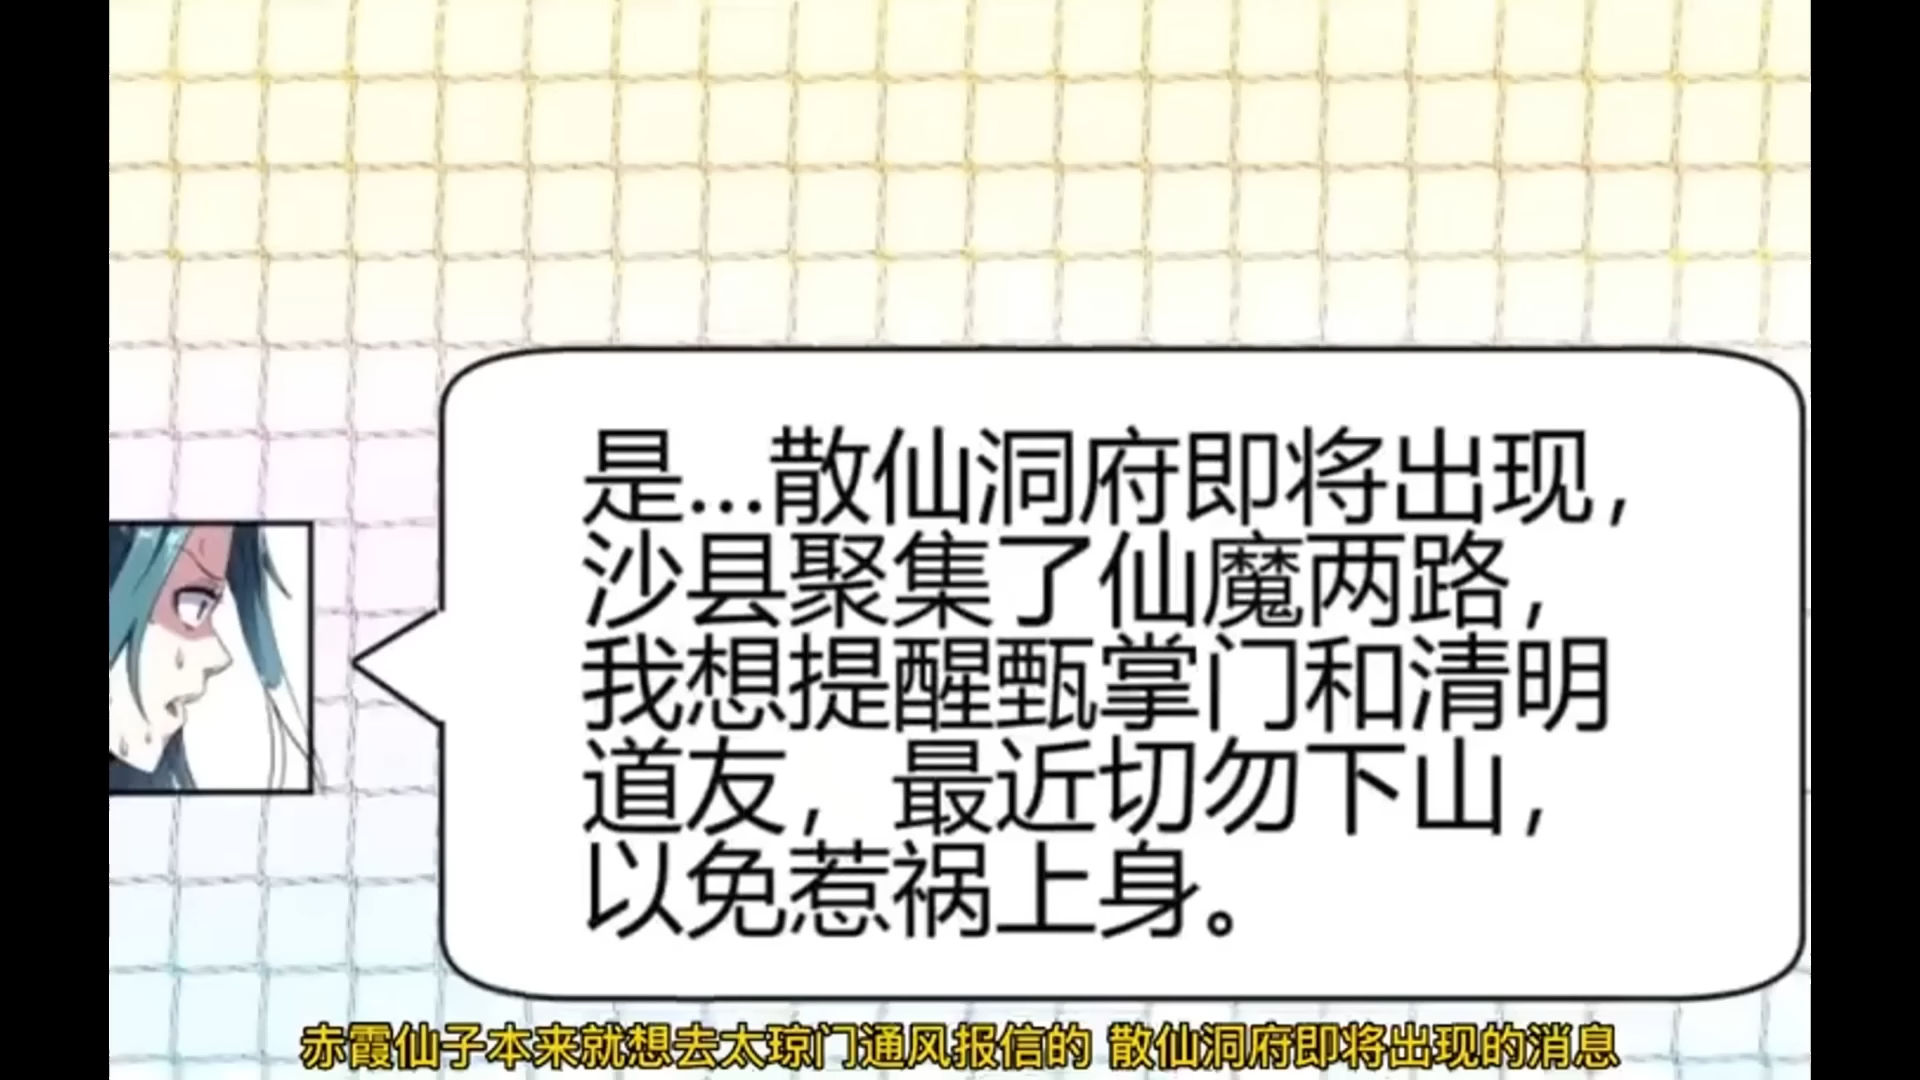 是...散仙洞府即将出现，
沙县聚集了仙魔两路，
我想提醒甄掌门和清明
道友，最近切勿下山，
以免惹祸上身。
赤霞仙子本来就想去太琼门通风报信的 散仙洞府即将出现的消息